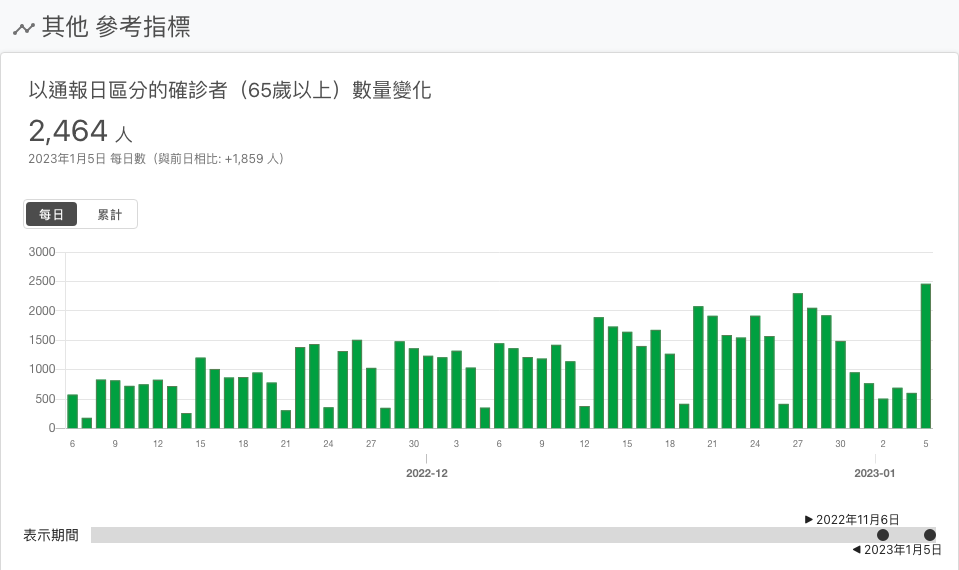 其他 參考指標
以通報日區分的確診者（65歲以上）數量變化
2,464 人
2023年1月5日 每日數（與前日相比: +1,859 人）
每日 累計
3000
2500
2000
1500
1000
500
0
6 9 12 15 18 21 24 27 30 3 6 9 12 15 18 21 24 27 30 2 5
2022-12 2023-01
▶ 2022年11月6日
表示期間
◀ 2023年1月5日